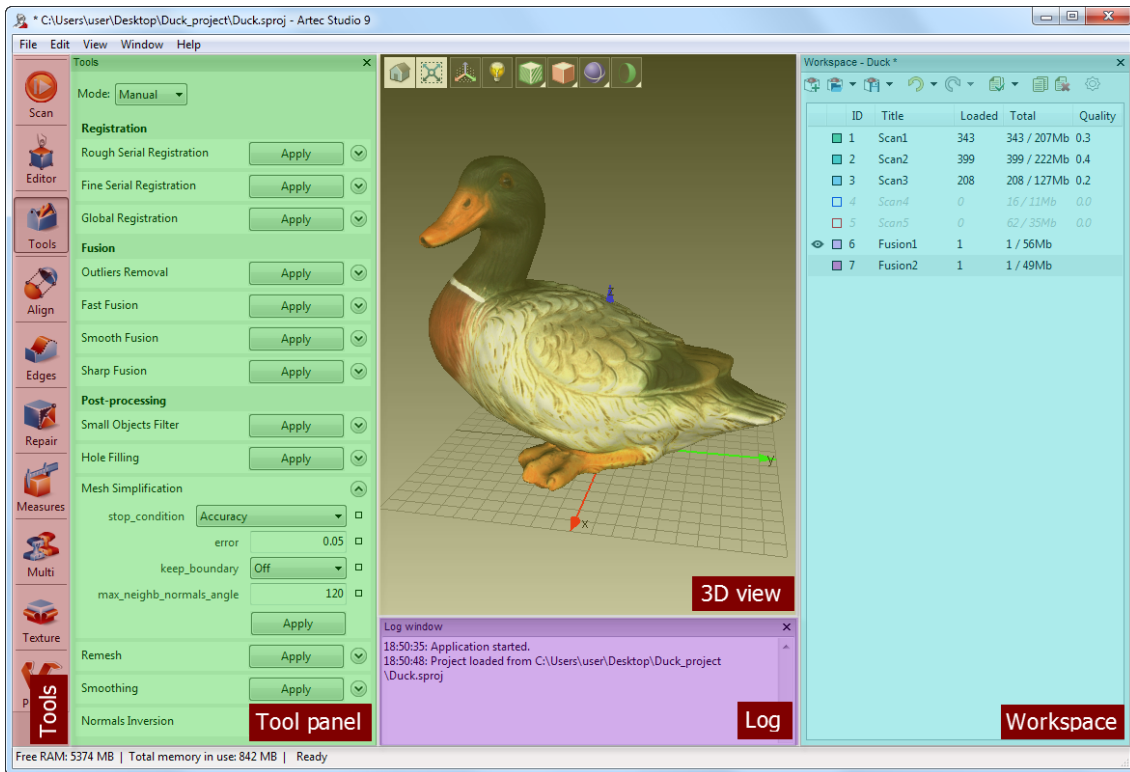 * C:\Users\user\Desktop\Duck_project\Duck.sproj - Artec Studio 9
File Edit View Window Help
Scan
Editor
Tools
Align
Edges
Repair
Measures
Multi
Texture
P
Tools
Tools
Mode: Manual
Registration
Rough Serial Registration Apply
Fine Serial Registration Apply
Global Registration Apply
Fusion
Outliers Removal Apply
Fast Fusion Apply
Smooth Fusion Apply
Sharp Fusion Apply
Post-processing
Small Objects Filter Apply
Hole Filling Apply
Mesh Simplification
stop_condition Accuracy
error 0.05
keep_boundary Off
max_neighb_normals_angle 120
Apply
Remesh Apply
Smoothing Apply
Normals Inversion
Tool panel
y
x
3D view
Log window
18:50:35: Application started.
18:50:48: Project loaded from C:\Users\user\Desktop\Duck_project
\Duck.sproj
Log
Workspace - Duck *
ID Title Loaded Total Quality
1 Scan1 343 343 / 207Mb 0.3
2 Scan2 399 399 / 222Mb 0.4
3 Scan3 208 208 / 127Mb 0.2
4 Scan4 0 16 / 11Mb 0.0
5 Scan5 0 62 / 35Mb 0.0
6 Fusion1 1 1 / 56Mb
7 Fusion2 1 1 / 49Mb
Workspace
Free RAM: 5374 MB | Total memory in use: 842 MB | Ready